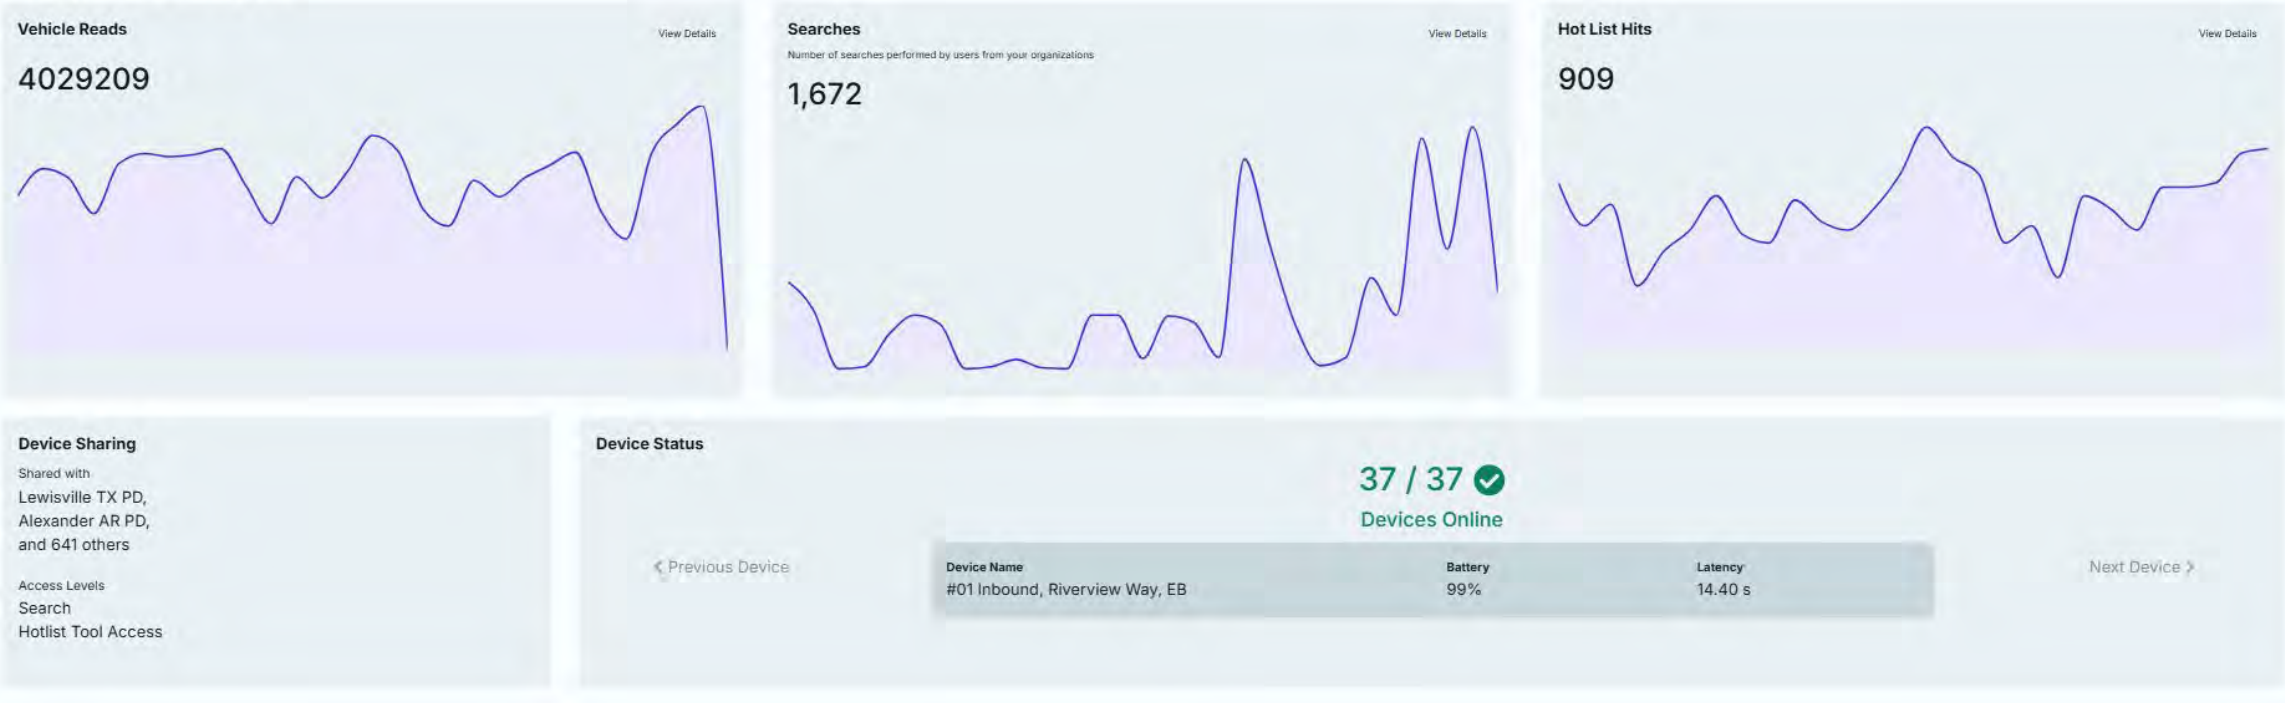 Vehicle Reads
View Details
4029209
Searches
View Details
Number of searches performed by users from your organizations
1,672
Hot List Hits
View Details
909
Device Sharing
Shared with
Lewisville TX PD,
Alexander AR PD,
and 641 others
Access Levels
Search
Hotlist Tool Access
Device Status
37 / 37
Devices Online
< Previous Device
Device Name Battery Latency
#01 Inbound, Riverview Way, EB 99% 14.40 s
Next Device >